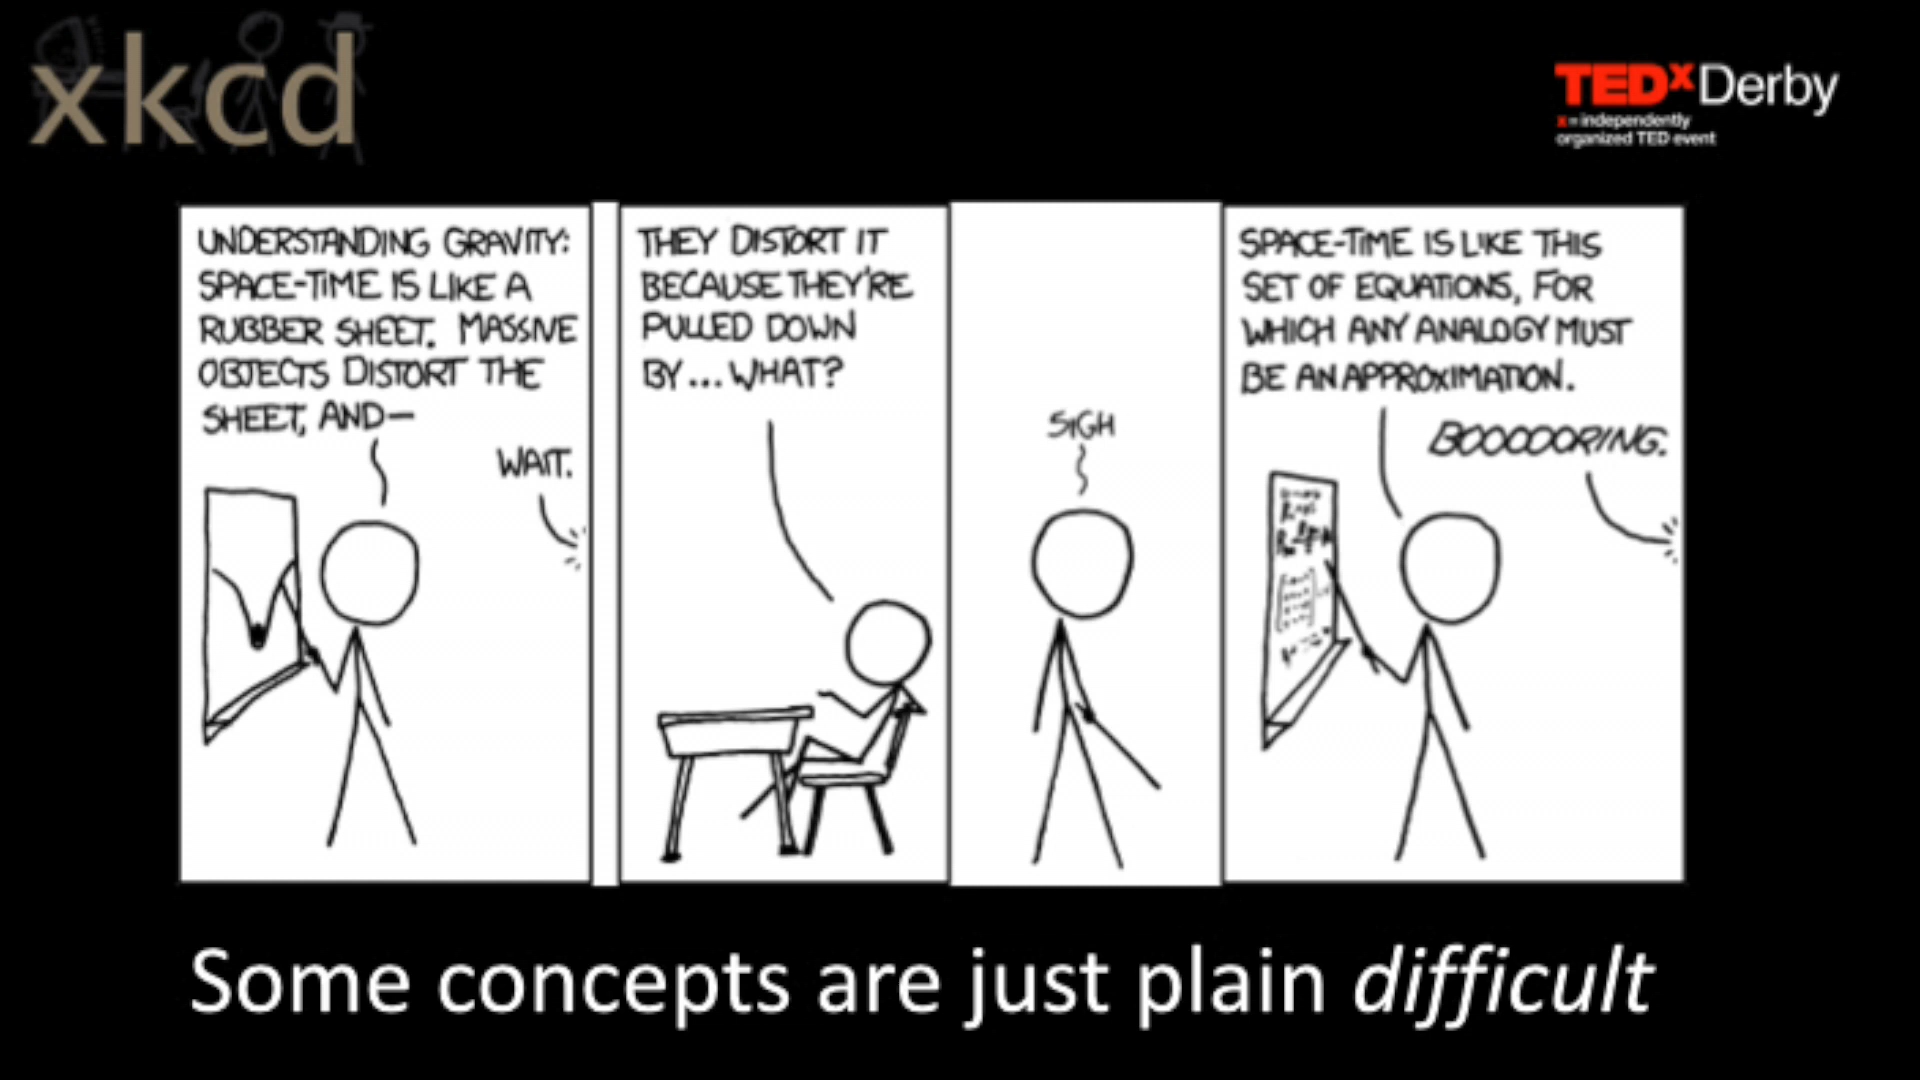 xkcd
TEDxDerby
x = independently
organized TED event
UNDERSTANDING GRAVITY:
SPACE-TIME IS LIKE A
RUBBER SHEET. MASSIVE
OBJECTS DISTORT THE
SHEET, AND—
WAIT.
THEY DISTORT IT
BECAUSE THEY'RE
PULLED DOWN
BY...WHAT?
SIGH
SPACE-TIME IS LIKE THIS
SET OF EQUATIONS, FOR
WHICH ANY ANALOGY MUST
BE AN APPROXIMATION.
BOOOOORING.
Some concepts are just plain difficult